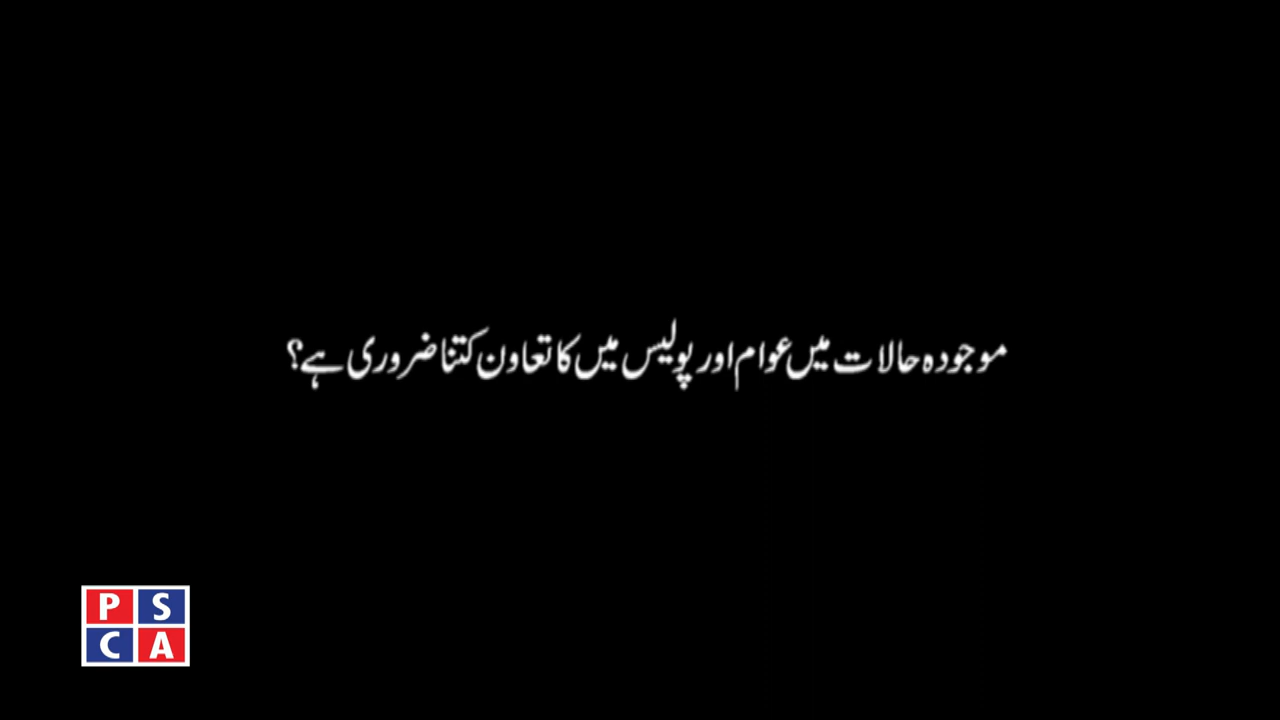 موجودہ حالات میں عوام اور پولیس میں کا تعاون کتنا ضروری ہے؟
P S
C A